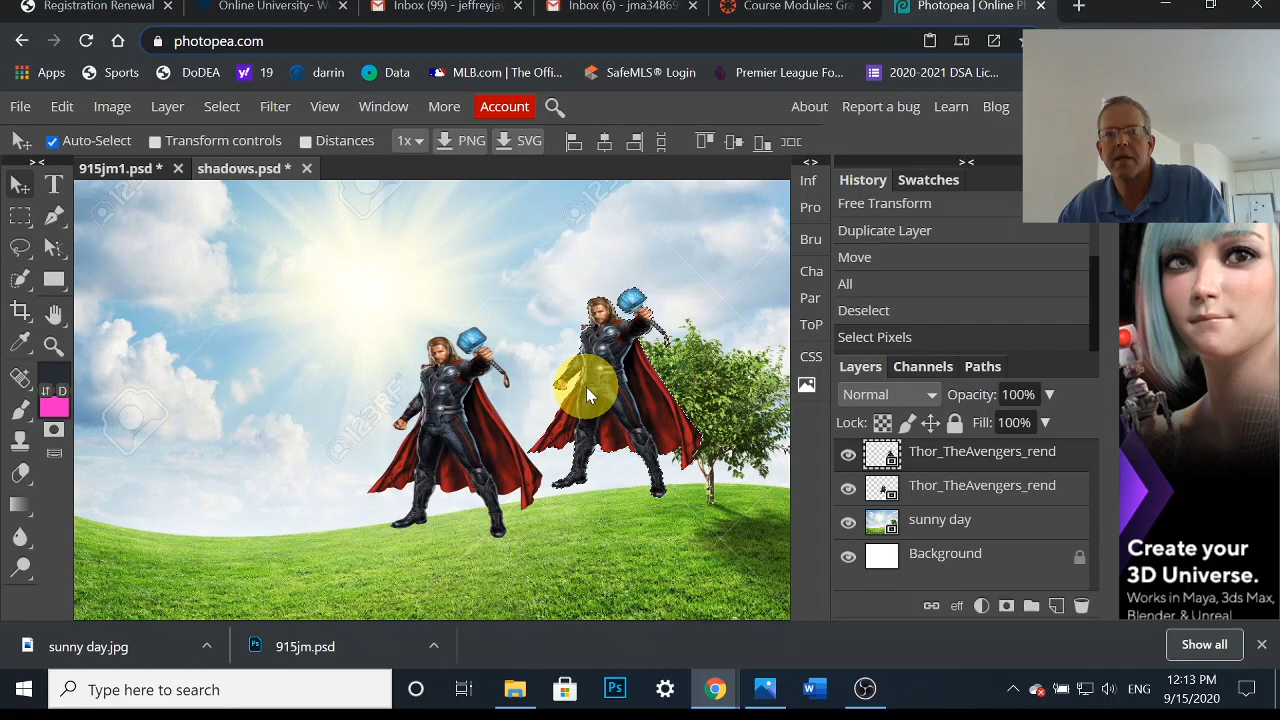 Registration Renewal
Online University- W
Inbox (99) - jeffreyjay
Inbox (6) - jma34869
Course Modules: Gra
Photopea | Online Ph
photopea.com
Apps
Sports
DoDEA
19
darrin
Data
MLB.com | The Offi...
SafeMLS® Login
Premier League Fo...
2020-2021 DSA Lic...
File
Edit
Image
Layer
Select
Filter
View
Window
More
Account
About
Report a bug
Learn
Blog
Auto-Select
Transform controls
Distances
1x
PNG
SVG
915jm1.psd *
shadows.psd *
<>
> <
Inf
Pro
Bru
Cha
Par
ToP
CSS
History
Swatches
Free Transform
Duplicate Layer
Move
All
Deselect
Select Pixels
Layers
Channels
Paths
Normal
Opacity: 100%
Lock:
Fill: 100%
Thor_TheAvengers_rend
Thor_TheAvengers_rend
sunny day
Background
eff
D
123RF
Create your
3D Universe.
Works in Maya, 3ds Max,
Blender & Unreal
sunny day.jpg
915jm.psd
Show all
Type here to search
ENG
12:13 PM
9/15/2020